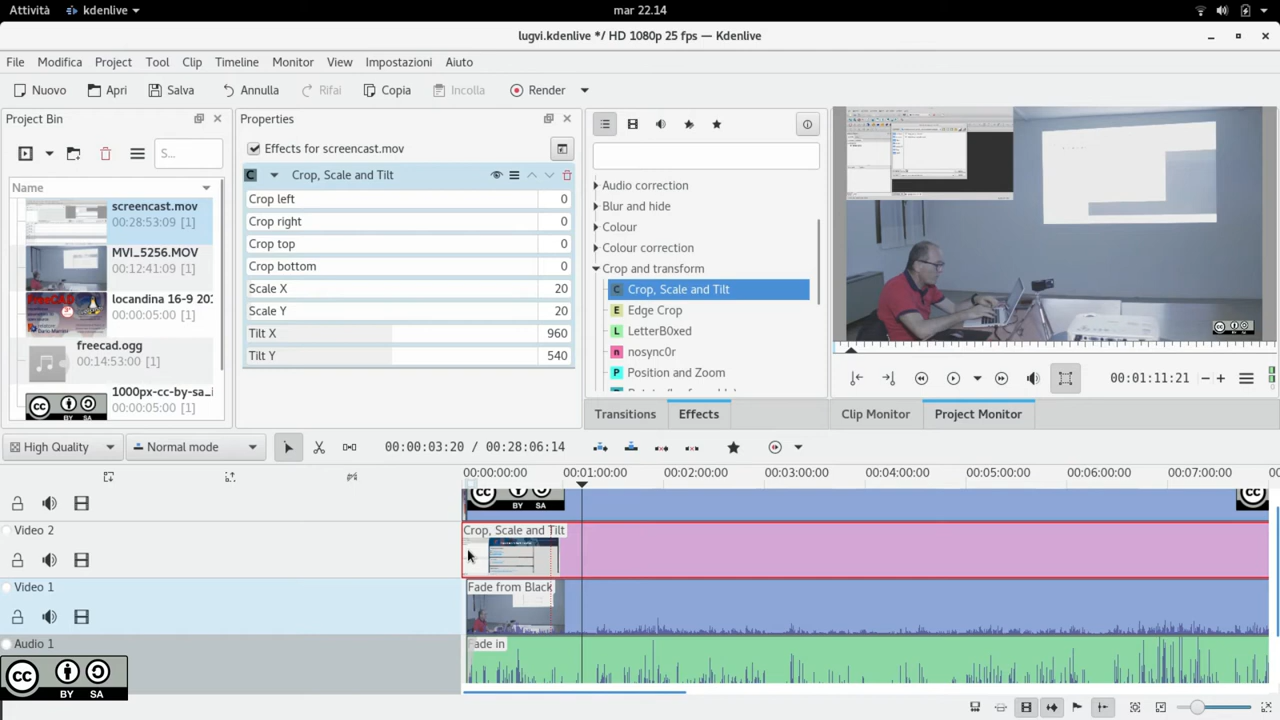 Attività
kdenlive
mar 22.14
lugvi.kdenlive */ HD 1080p 25 fps — Kdenlive
File Modifica Project Tool Clip Timeline Monitor View Impostazioni Aiuto
Nuovo Apri Salva Annulla Rifai Copia Incolla Render
Project Bin
S...
Name
screencast.mov
00:28:53:09 [1]
MVI_5256.MOV
00:12:41:09 [1]
locandina 16-9 201
00:00:05:00 [1]
freecad.ogg
00:14:53:00 [1]
1000px-cc-by-sa_i
00:00:05:00 [1]
Properties
Effects for screencast.mov
C Crop, Scale and Tilt
Crop left 0
Crop right 0
Crop top 0
Crop bottom 0
Scale X 20
Scale Y 20
Tilt X 960
Tilt Y 540
Audio correction
Blur and hide
Colour
Colour correction
Crop and transform
C Crop, Scale and Tilt
E Edge Crop
L LetterB0xed
n nosync0r
P Position and Zoom
Transitions Effects
00:01:11:21
Clip Monitor Project Monitor
High Quality Normal mode 00:00:03:20 / 00:28:06:14
00:00:00:00 00:01:00:00 00:02:00:00 00:03:00:00 00:04:00:00 00:05:00:00 00:06:00:00 00:07:00:00
BY SA
Video 2
Crop, Scale and Tilt
Video 1
Fade from Black
Audio 1
Fade in
CC
BY SA